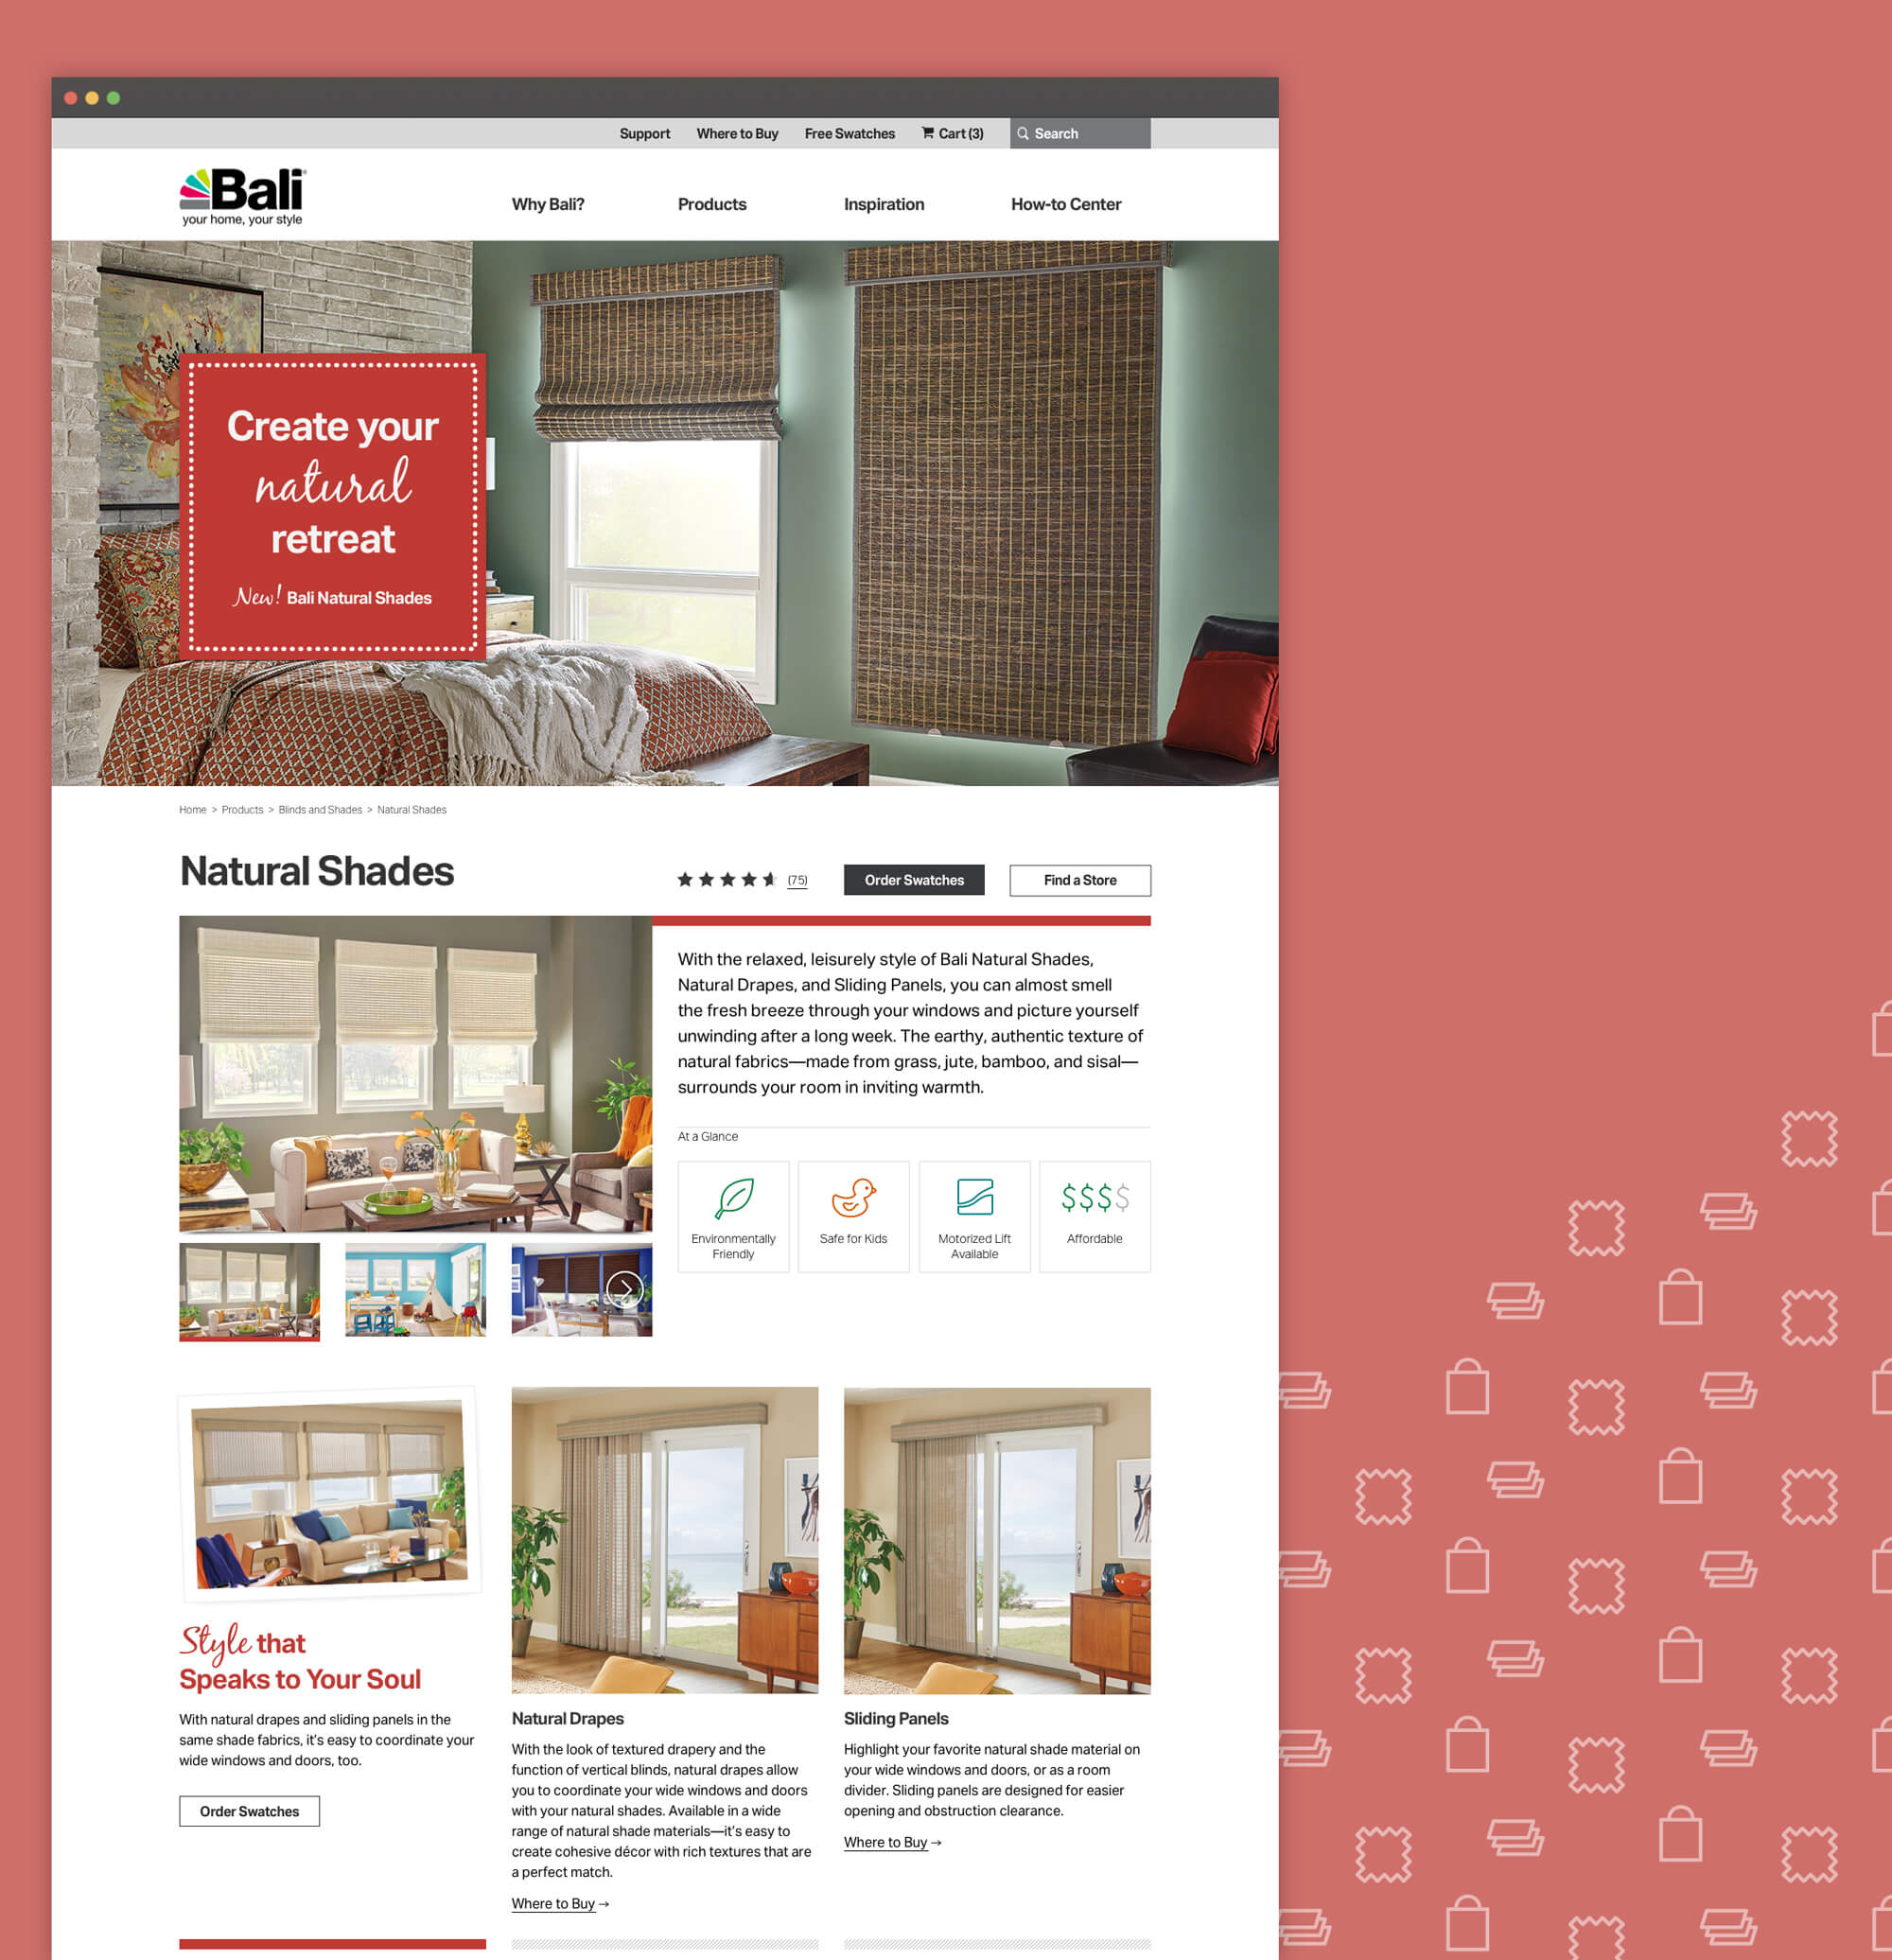 Support Where to Buy Free Swatches Cart (3) Search
Bali
your home, your style
Why Bali? Products Inspiration How-to Center
Create your
natural
retreat
New! Bali Natural Shades
Home > Products > Blinds and Shades > Natural Shades
Natural Shades
(75)
Order Swatches
Find a Store
With the relaxed, leisurely style of Bali Natural Shades,
Natural Drapes, and Sliding Panels, you can almost smell
the fresh breeze through your windows and picture yourself
unwinding after a long week. The earthy, authentic texture of
natural fabrics—made from grass, jute, bamboo, and sisal—
surrounds your room in inviting warmth.
At a Glance
Environmentally
Friendly
Safe for Kids
Motorized Lift
Available
$$$$
Affordable
Style that
Speaks to Your Soul
With natural drapes and sliding panels in the
same shade fabrics, it's easy to coordinate your
wide windows and doors, too.
Order Swatches
Natural Drapes
With the look of textured drapery and the
function of vertical blinds, natural drapes allow
you to coordinate your wide windows and doors
with your natural shades. Available in a wide
range of natural shade materials—it's easy to
create cohesive décor with rich textures that are
a perfect match.
Where to Buy →
Sliding Panels
Highlight your favorite natural shade material on
your wide windows and doors, or as a room
divider. Sliding panels are designed for easier
opening and obstruction clearance.
Where to Buy →